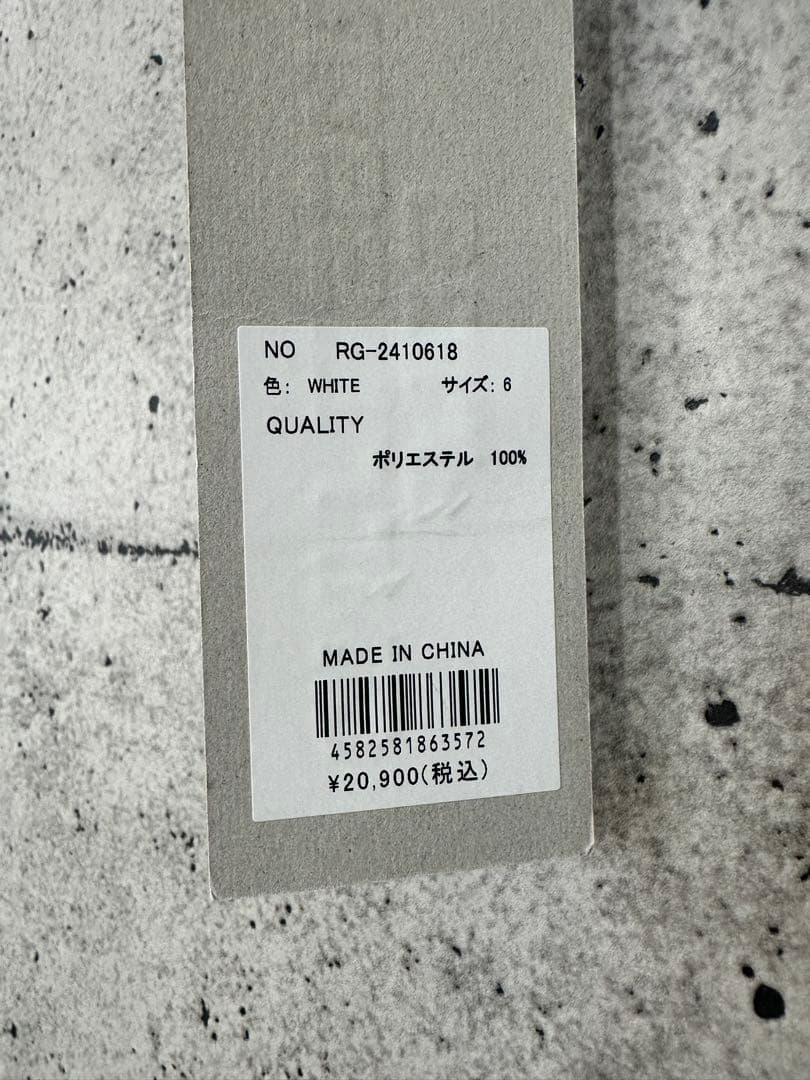 NO RG-2410618
色: WHITE サイズ: 6
QUALITY
ポリエステル 100%
MADE IN CHINA
4582581863572
¥20,900(税込)